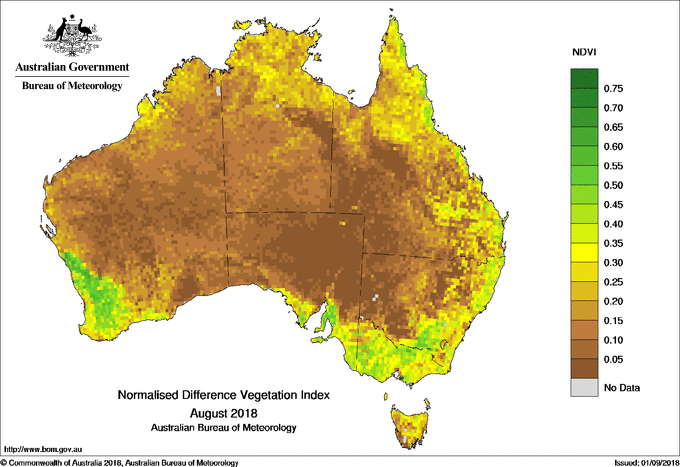 Australian Government
Bureau of Meteorology
NDVI
0.75
0.70
0.65
0.60
0.55
0.50
0.45
0.40
0.35
0.30
0.25
0.20
0.15
0.10
0.05
No Data
Normalised Difference Vegetation Index
August 2018
Australian Bureau of Meteorology
http://www.bom.gov.au
© Commonwealth of Australia 2018, Australian Bureau of Meteorology
Issued: 01/09/2018